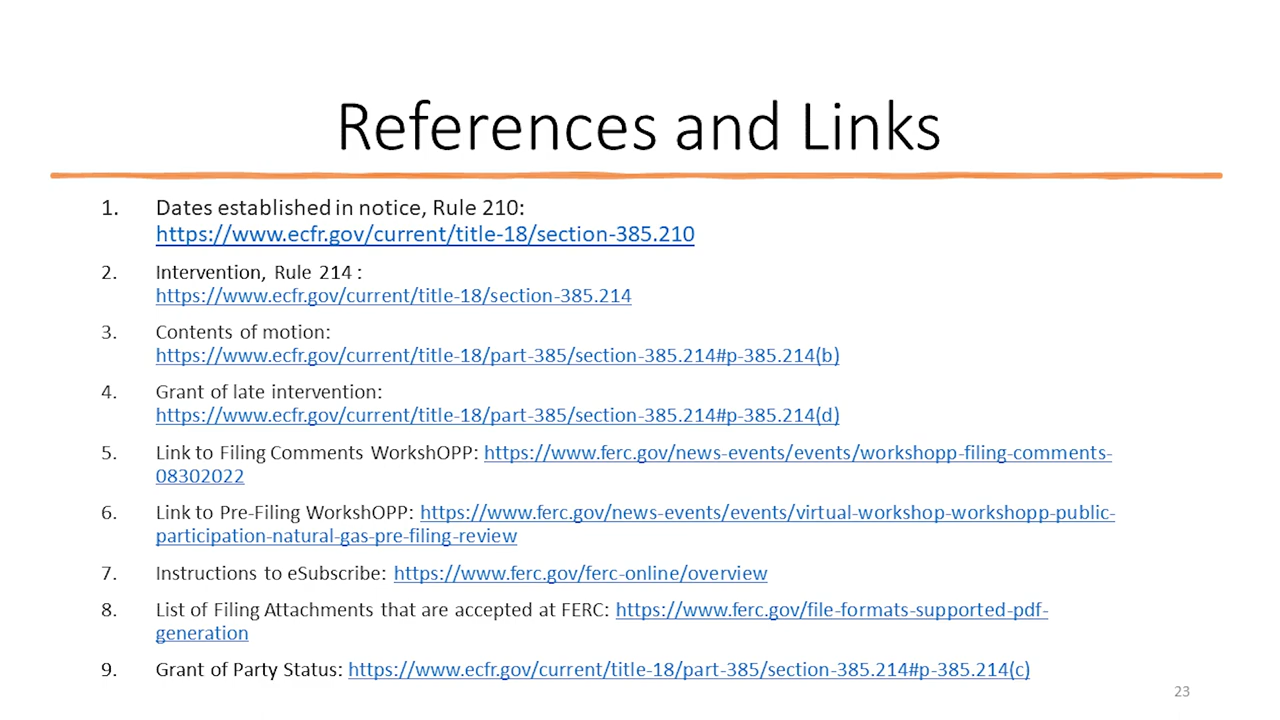 References and Links
1. Dates established in notice, Rule 210:
https://www.ecfr.gov/current/title-18/section-385.210
2. Intervention, Rule 214 :
https://www.ecfr.gov/current/title-18/section-385.214
3. Contents of motion:
https://www.ecfr.gov/current/title-18/part-385/section-385.214#p-385.214(b)
4. Grant of late intervention:
https://www.ecfr.gov/current/title-18/part-385/section-385.214#p-385.214(d)
5. Link to Filing Comments WorkshOPP: https://www.ferc.gov/news-events/events/workshopp-filing-comments-
08302022
6. Link to Pre-Filing WorkshOPP: https://www.ferc.gov/news-events/events/virtual-workshop-workshopp-public-
participation-natural-gas-pre-filing-review
7. Instructions to eSubscribe: https://www.ferc.gov/ferc-online/overview
8. List of Filing Attachments that are accepted at FERC: https://www.ferc.gov/file-formats-supported-pdf-
generation
9. Grant of Party Status: https://www.ecfr.gov/current/title-18/part-385/section-385.214#p-385.214(c)
23